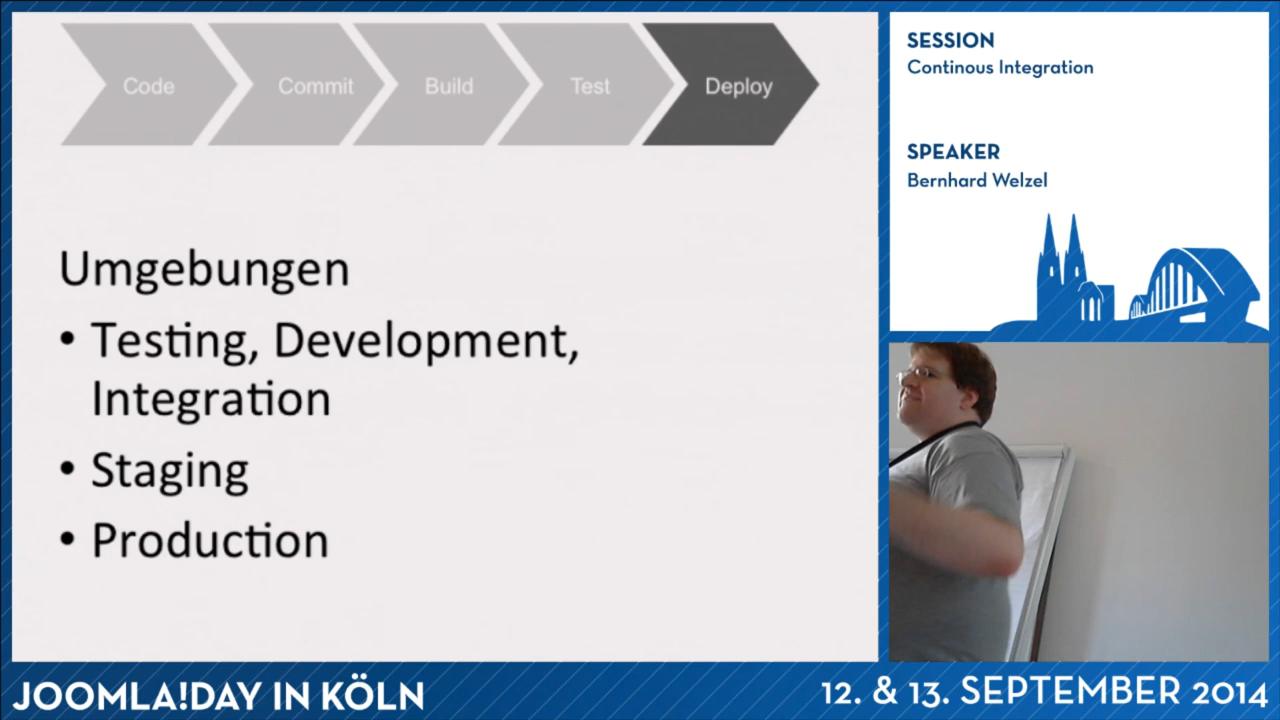 Code
Commit
Build
Test
Deploy
Umgebungen
• Testing, Development,
Integration
• Staging
• Production
SESSION
Continous Integration
SPEAKER
Bernhard Welzel
JOOMLA!DAY IN KÖLN
12. & 13. SEPTEMBER 2014